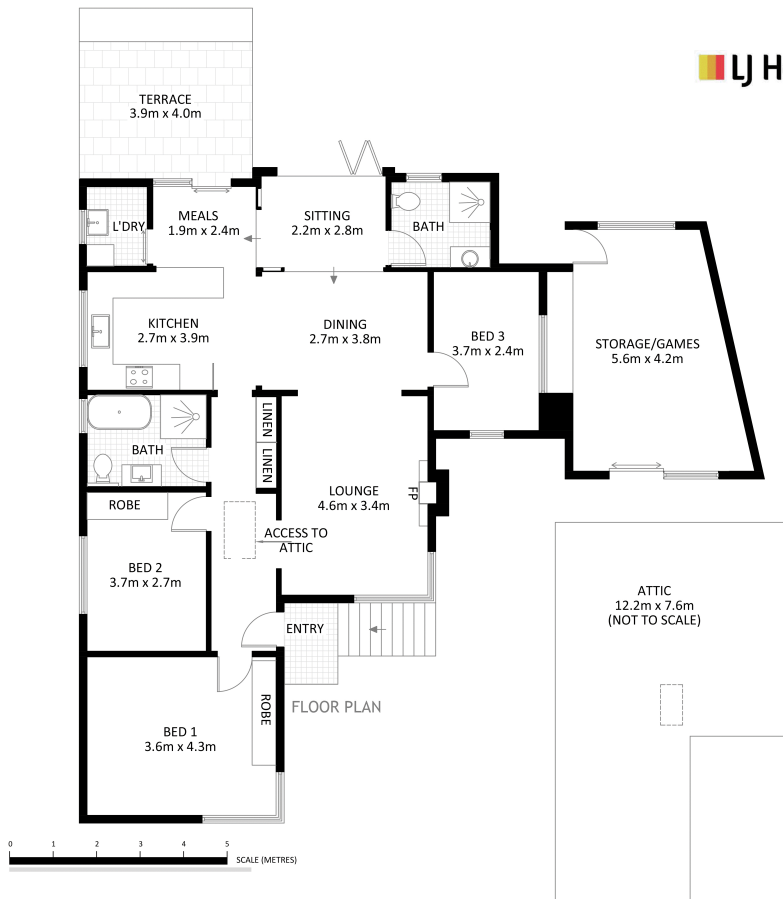 LJ H
TERRACE
3.9m x 4.0m
MEALS
1.9m x 2.4m
SITTING
2.2m x 2.8m
L'DRY
BATH
KITCHEN
2.7m x 3.9m
DINING
2.7m x 3.8m
BED 3
3.7m x 2.4m
STORAGE/GAMES
5.6m x 4.2m
LINEN
LINEN
BATH
LOUNGE
4.6m x 3.4m
FP
ROBE
ACCESS TO
ATTIC
BED 2
3.7m x 2.7m
ATTIC
12.2m x 7.6m
(NOT TO SCALE)
ENTRY
ROBE
FLOOR PLAN
BED 1
3.6m x 4.3m
0 1 2 3 4 5
SCALE (METRES)